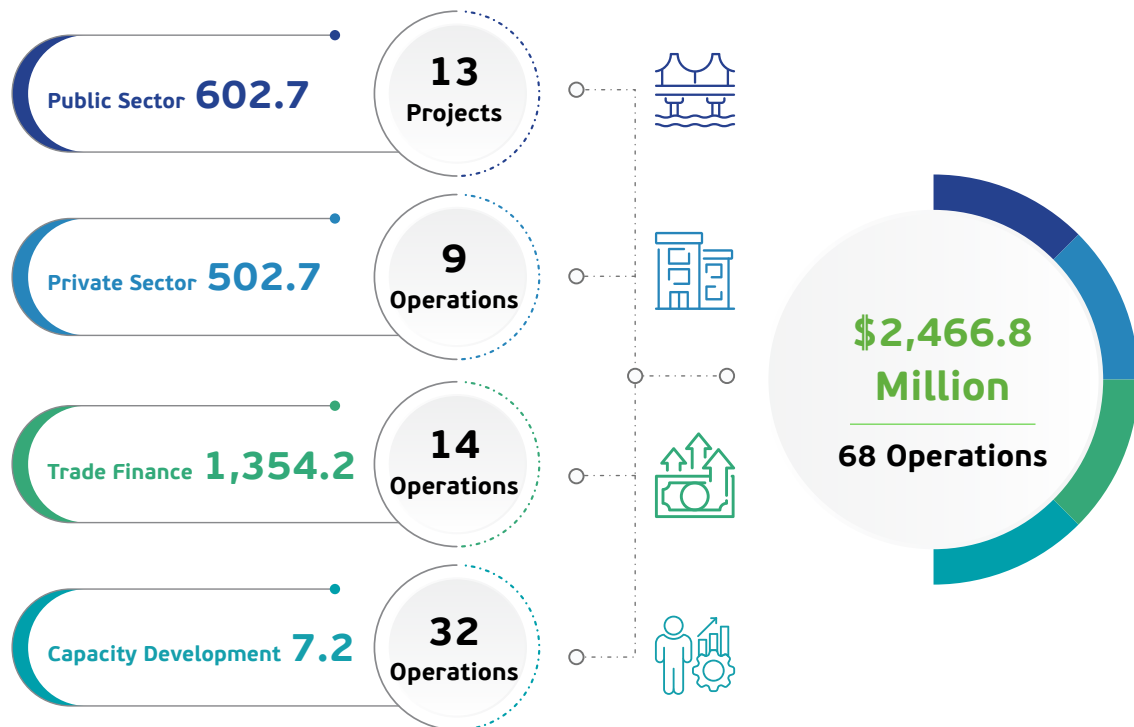 Public Sector 602.7
13
Projects
Private Sector 502.7
9
Operations
Trade Finance 1,354.2
14
Operations
Capacity Development 7.2
32
Operations
$2,466.8
Million
68 Operations